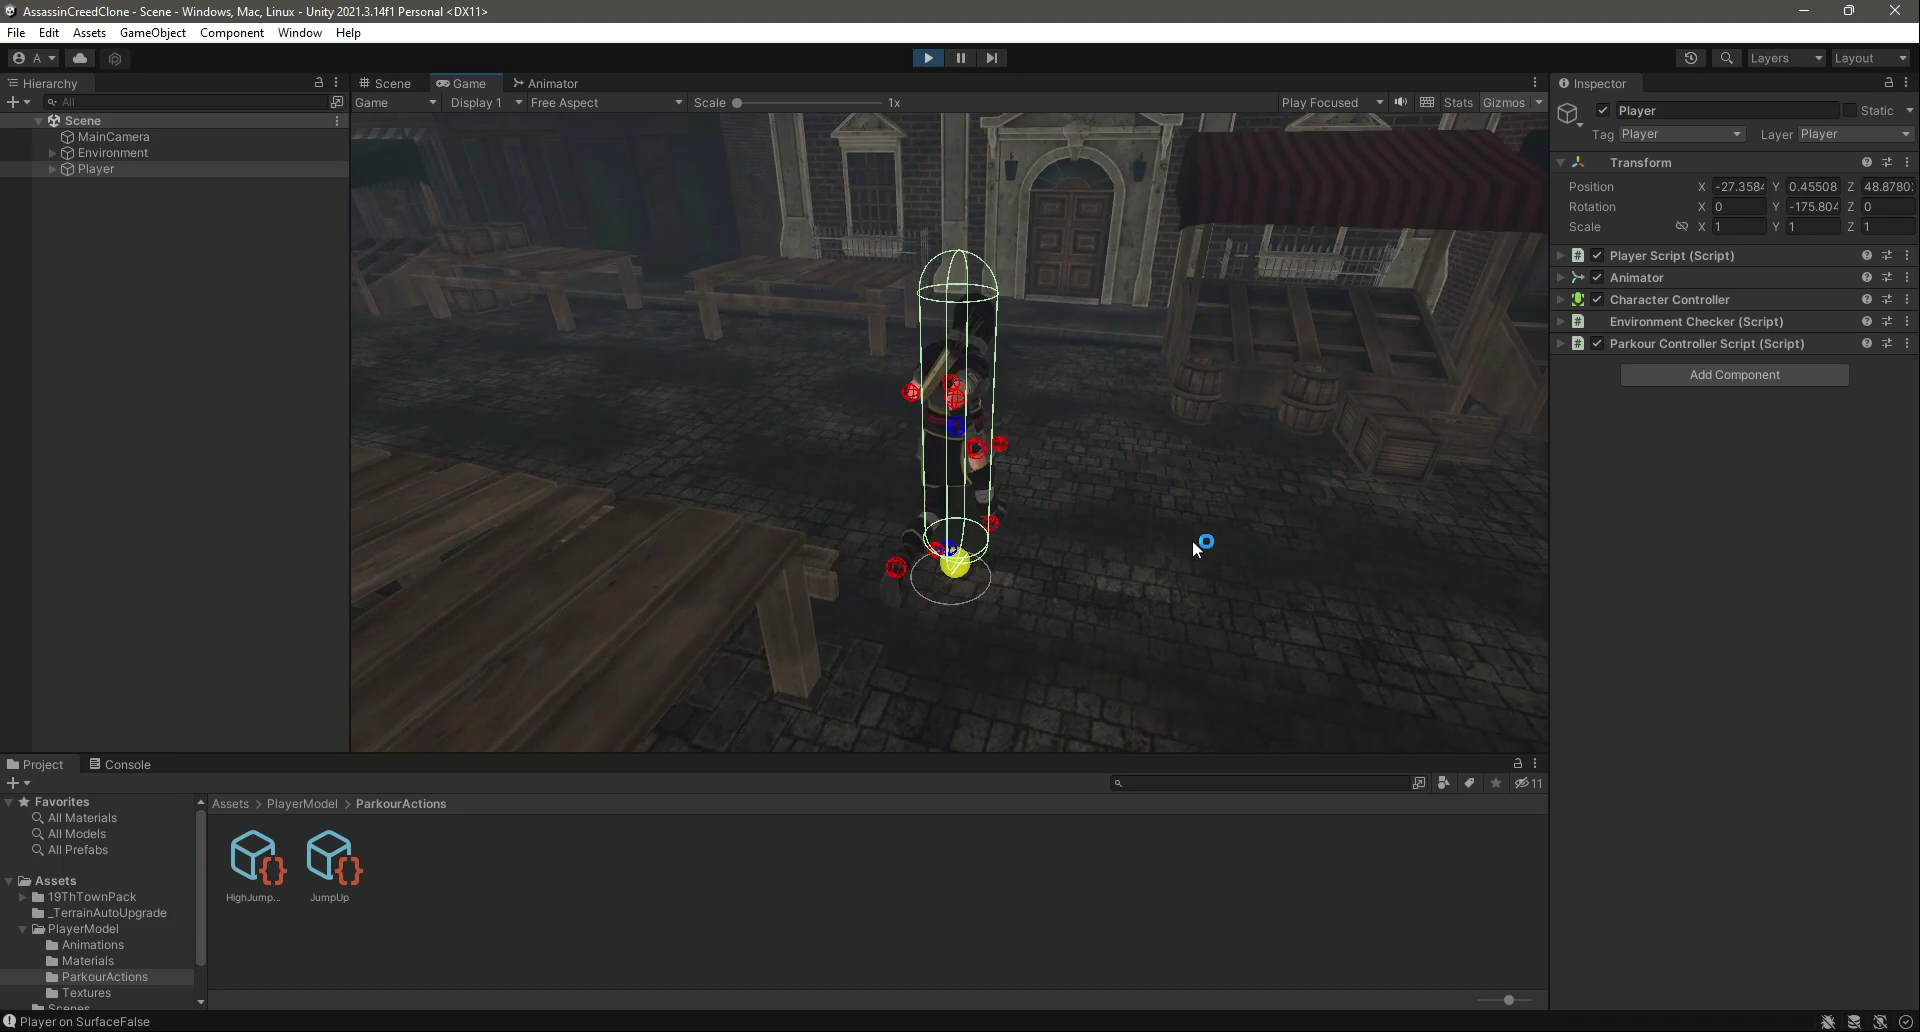 AssassinCreedClone - Scene - Windows, Mac, Linux - Unity 2021.3.14f1 Personal <DX11>
File Edit Assets GameObject Component Window Help
A Layers Layout
Hierarchy
All
Scene
MainCamera
Environment
Player
Scene Game Animator
Game Display 1 Free Aspect Scale 1x Play Focused Stats Gizmos
Inspector
Player Static
Tag Player Layer Player
Transform
Position X -27.3584 Y 0.45508 Z 48.8780
Rotation X 0 Y -175.804 Z 0
Scale X 1 Y 1 Z 1
Player Script (Script)
Animator
Character Controller
Environment Checker (Script)
Parkour Controller Script (Script)
Add Component
Project Console
11
Favorites
All Materials
All Models
All Prefabs
Assets
19ThTownPack
_TerrainAutoUpgrade
PlayerModel
Animations
Materials
ParkourActions
Textures
Scenes
Assets > PlayerModel > ParkourActions
HighJump...
JumpUp
Player on SurfaceFalse